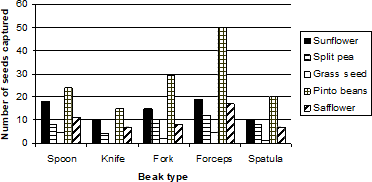 Number of seeds captured
60
50
40
30
20
10
0
Spoon Knife Fork Forceps Spatula
Beak type
Sunflower
Split pea
Grass seed
Pinto beans
Safflower